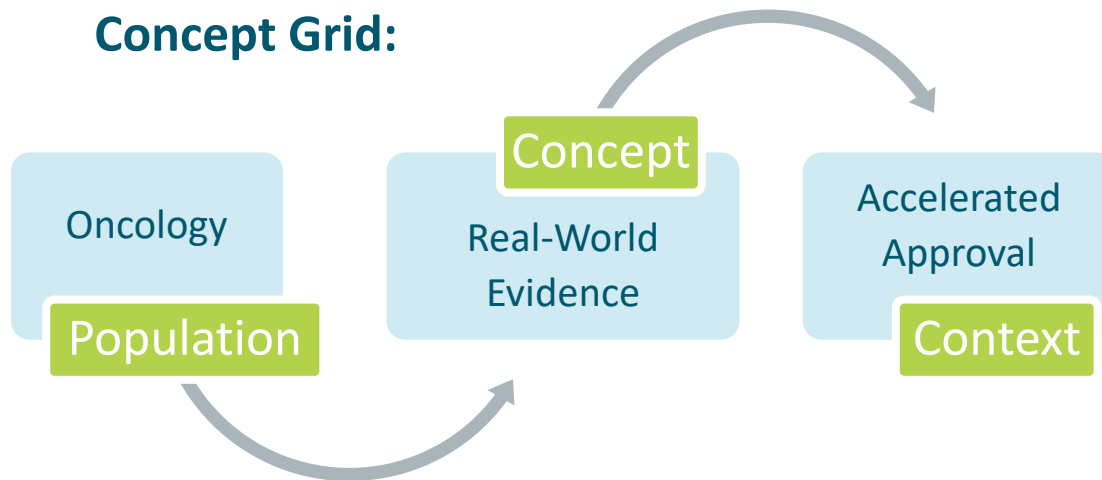 Concept Grid:
Oncology
Population
Concept
Real-World
Evidence
Accelerated
Approval
Context